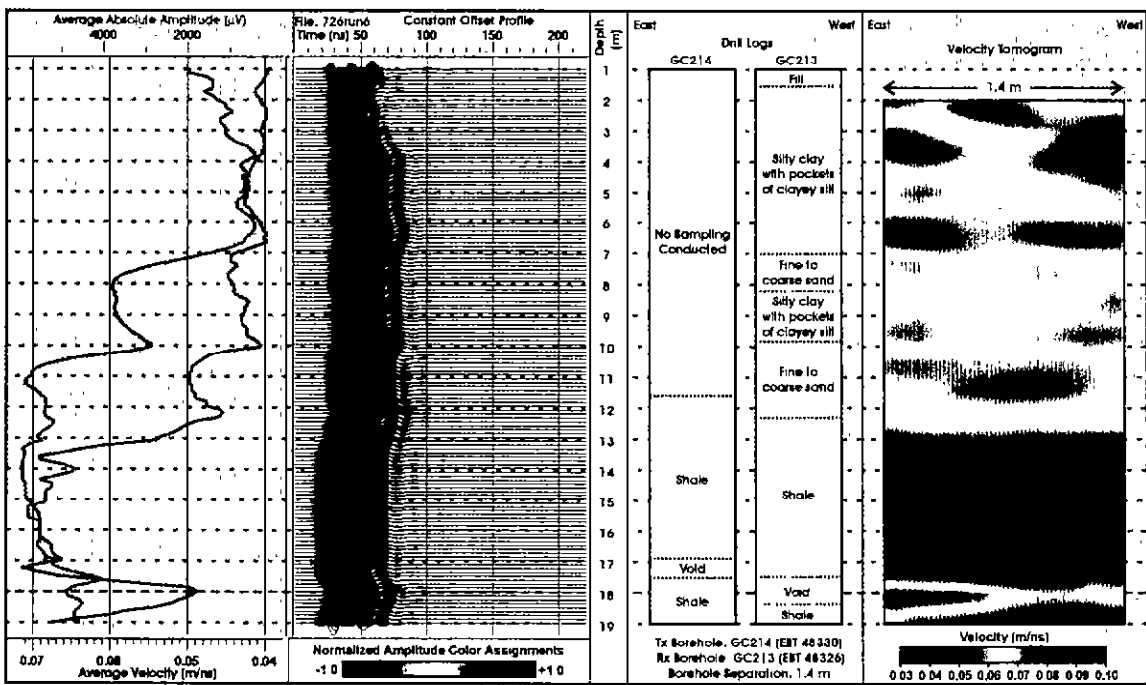 Average Absolute Amplitude [µV]
4000 2000
0.07 0.08 0.05 0.04
Average Velocity [m/ns]
File. 726run6 Constant Offset Profile
Time (ns) 50 100 150 200
Normalized Amplitude Color Assignments
-1 0 +1 0
Depth (m)
1
2
3
4
5
6
7
8
9
10
11
12
13
14
15
16
17
18
19
East West
Drill Logs
GC214 GC213
No Sampling
Conducted
Shale
Void
Shale
Fill
Silty clay
with pockets
of clayey silt
Fine to
coarse sand
Silty clay
with pockets
of clayey silt
Fine to
coarse sand
Shale
Void
Shale
Tx Borehole. GC214 (EBT 48330)
Rx Borehole GC213 (EBT 48326)
Borehole Separation. 1.4 m
East West
Velocity Tomogram
1.4 m
Velocity (m/ns)
0 03 0.04 0.05 0.06 0.07 0.08 0.09 0.10